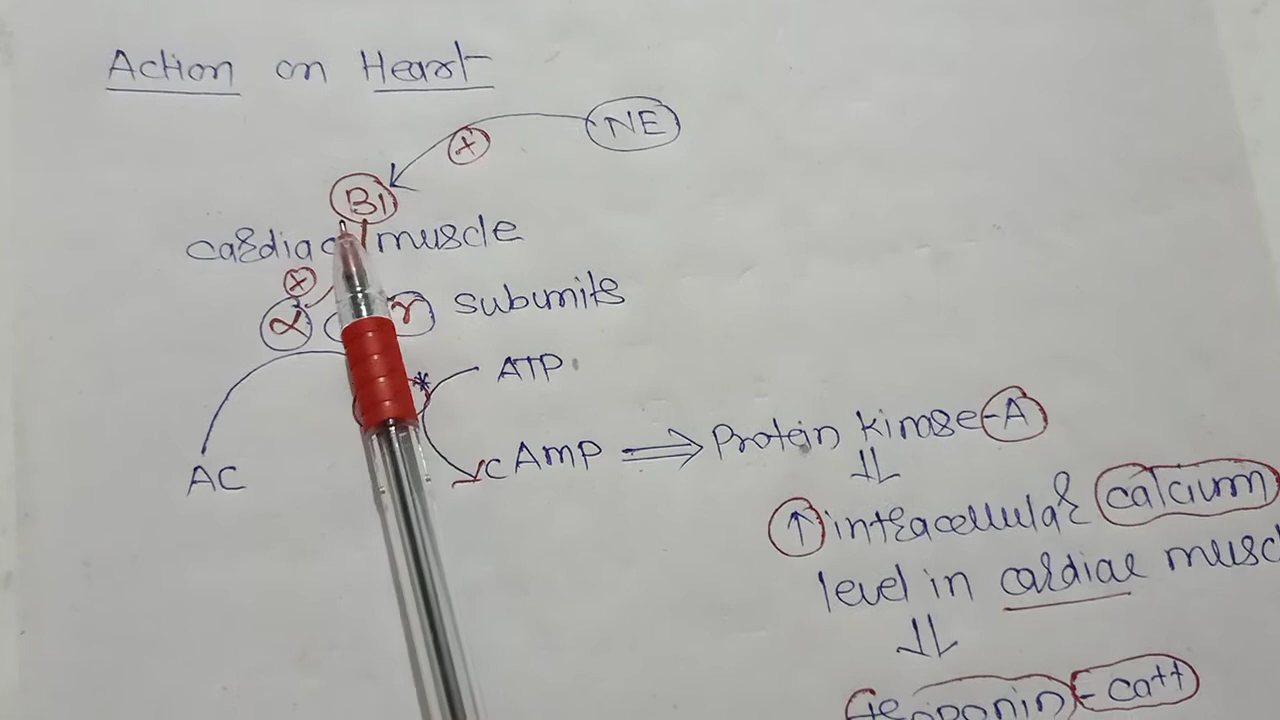 Action on Heart
NE
+
B1
cardiac muscle
+
α γ subunits
* ATP
AC
cAMP ⇒ Protein kinase-A
⇓
↑ intracellular calcium
level in cardiac
⇓
- ca++